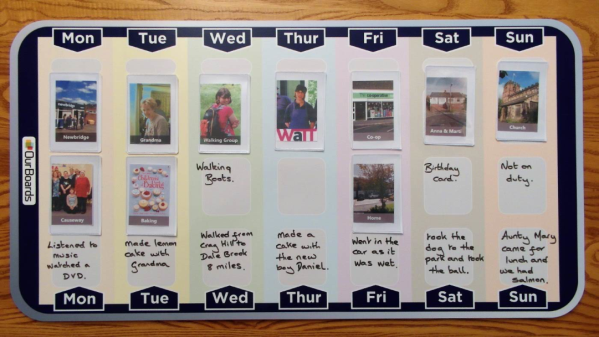 Mon Tue Wed Thur Fri Sat Sun
Newbridge
Grandma
Walking Group
Waff
Co-op
Anne & Mark
Church
OurBoards
Causeway
Baking
Walking
Boots.
Home
Birthday
Card.
Not on
duty.
Listened to
music
watched a
DVD.
made lemon
cake with
Grandma
Walked from
Crag Hill to
Dale Brook
8 miles.
made a
cake with
the new
boy Daniel.
Went in the
car as it
was wet.
took the
dog to the
park and took
the ball.
Aunty Mary
came for
lunch and
we had
salmon.
Mon Tue Wed Thur Fri Sat Sun